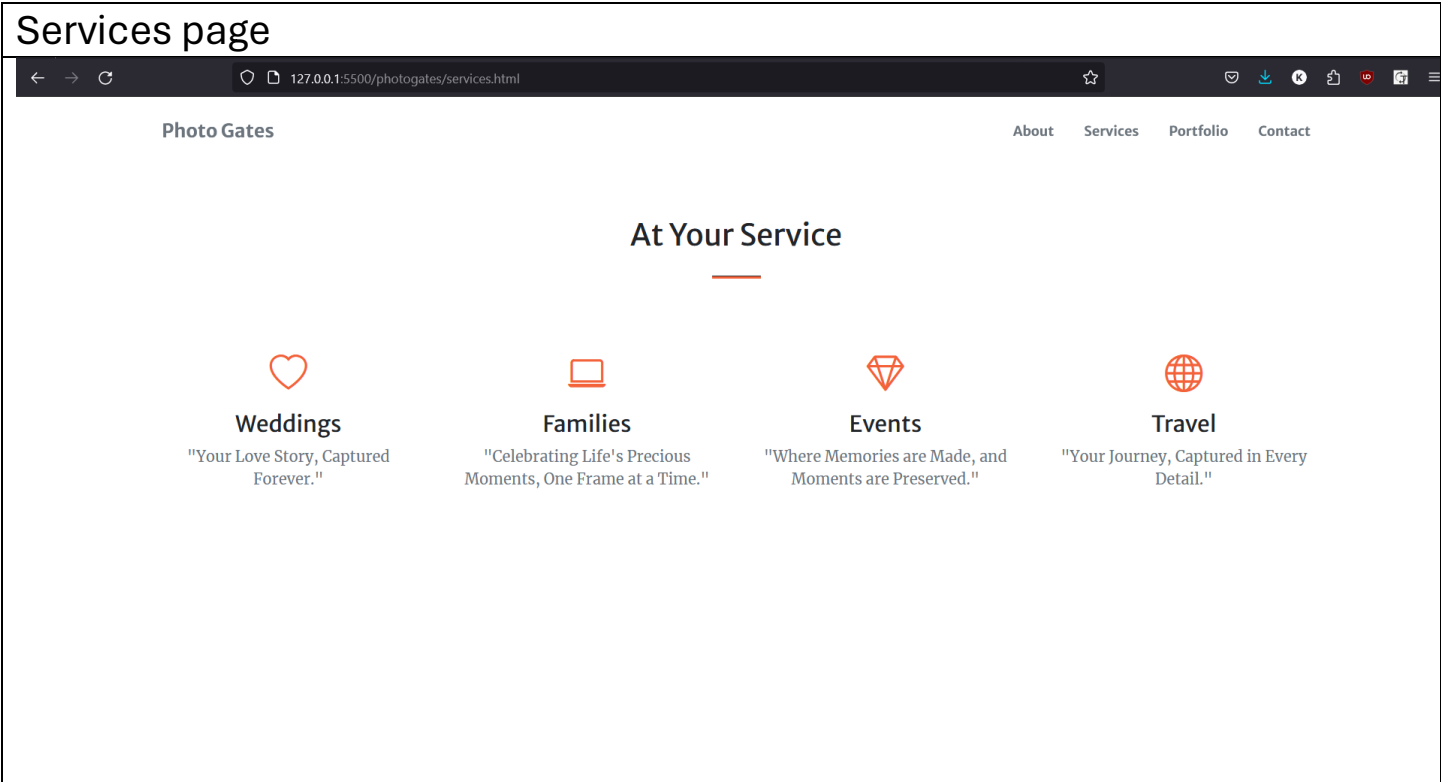 Services page
127.0.0.1:5500/photogates/services.html
Photo Gates
About Services Portfolio Contact
At Your Service
Weddings
"Your Love Story, Captured
Forever."
Families
"Celebrating Life's Precious
Moments, One Frame at a Time."
Events
"Where Memories are Made, and
Moments are Preserved."
Travel
"Your Journey, Captured in Every
Detail."